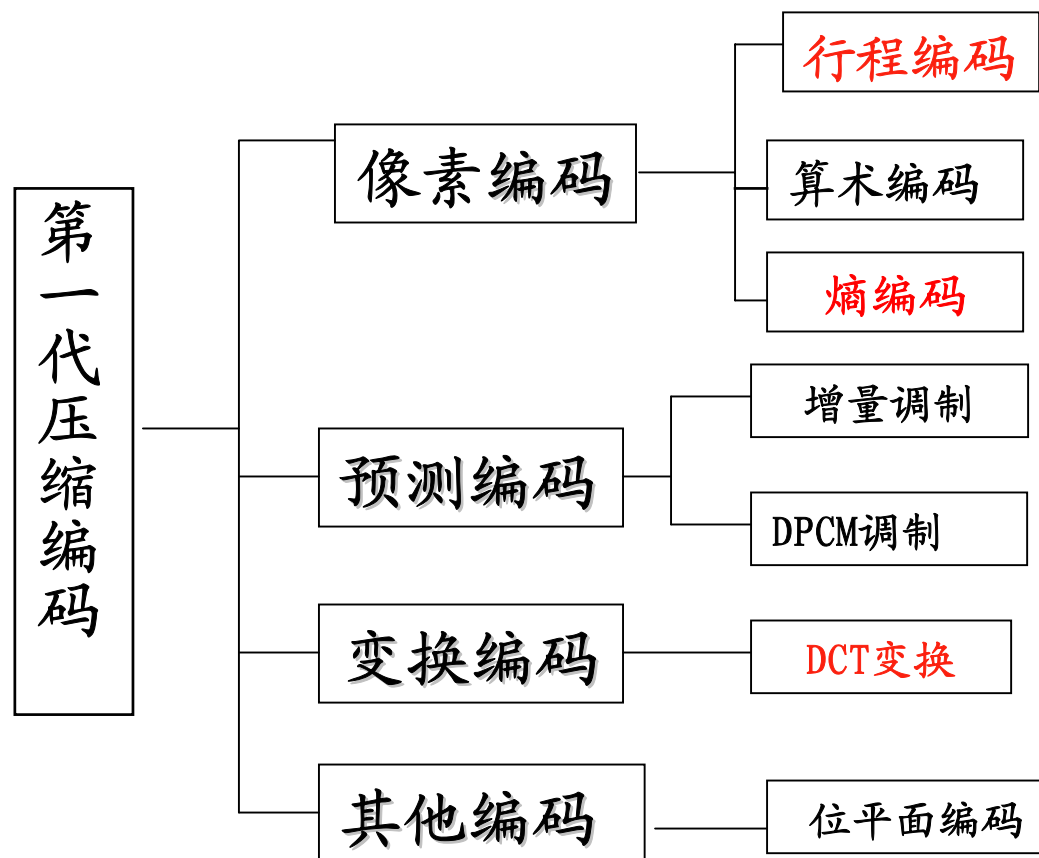 第一代压缩编码
像素编码
行程编码
算术编码
熵编码
预测编码
增量调制
DPCM调制
变换编码
DCT变换
其他编码
位平面编码